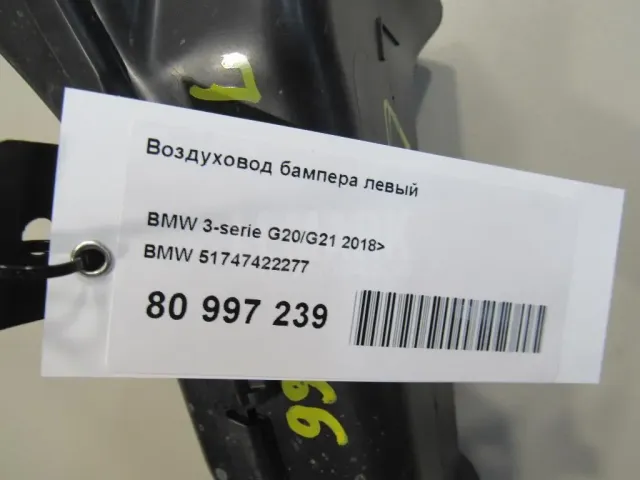 Воздуховод бампера левый
BMW 3-serie G20/G21 2018>
BMW 51747422277
80 997 239